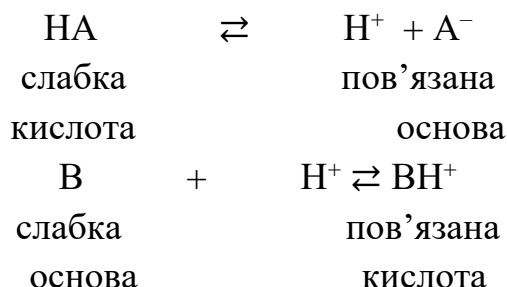 HA ⇄ H⁺ + A⁻
слабка пов’язана
кислота основа
B + H⁺ ⇄ BH⁺
слабка пов’язана
основа кислота